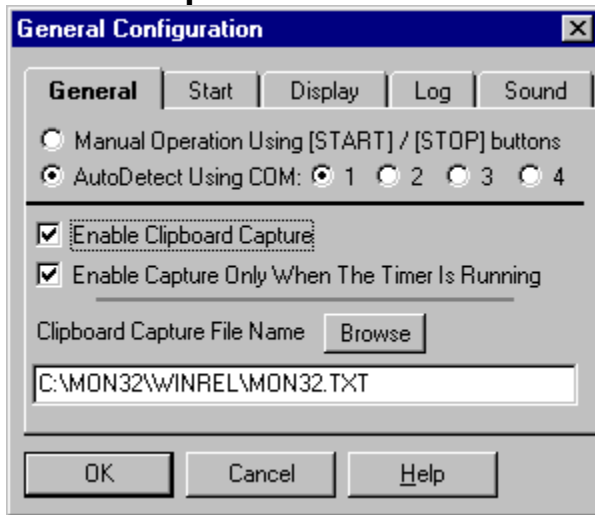 General Configuration
General Start Display Log Sound
Manual Operation Using [START] / [STOP] buttons
AutoDetect Using COM: 1 2 3 4
Enable Clipboard Capture
Enable Capture Only When The Timer Is Running
Clipboard Capture File Name Browse
C:\MON32\WINREL\MON32.TXT
OK Cancel Help